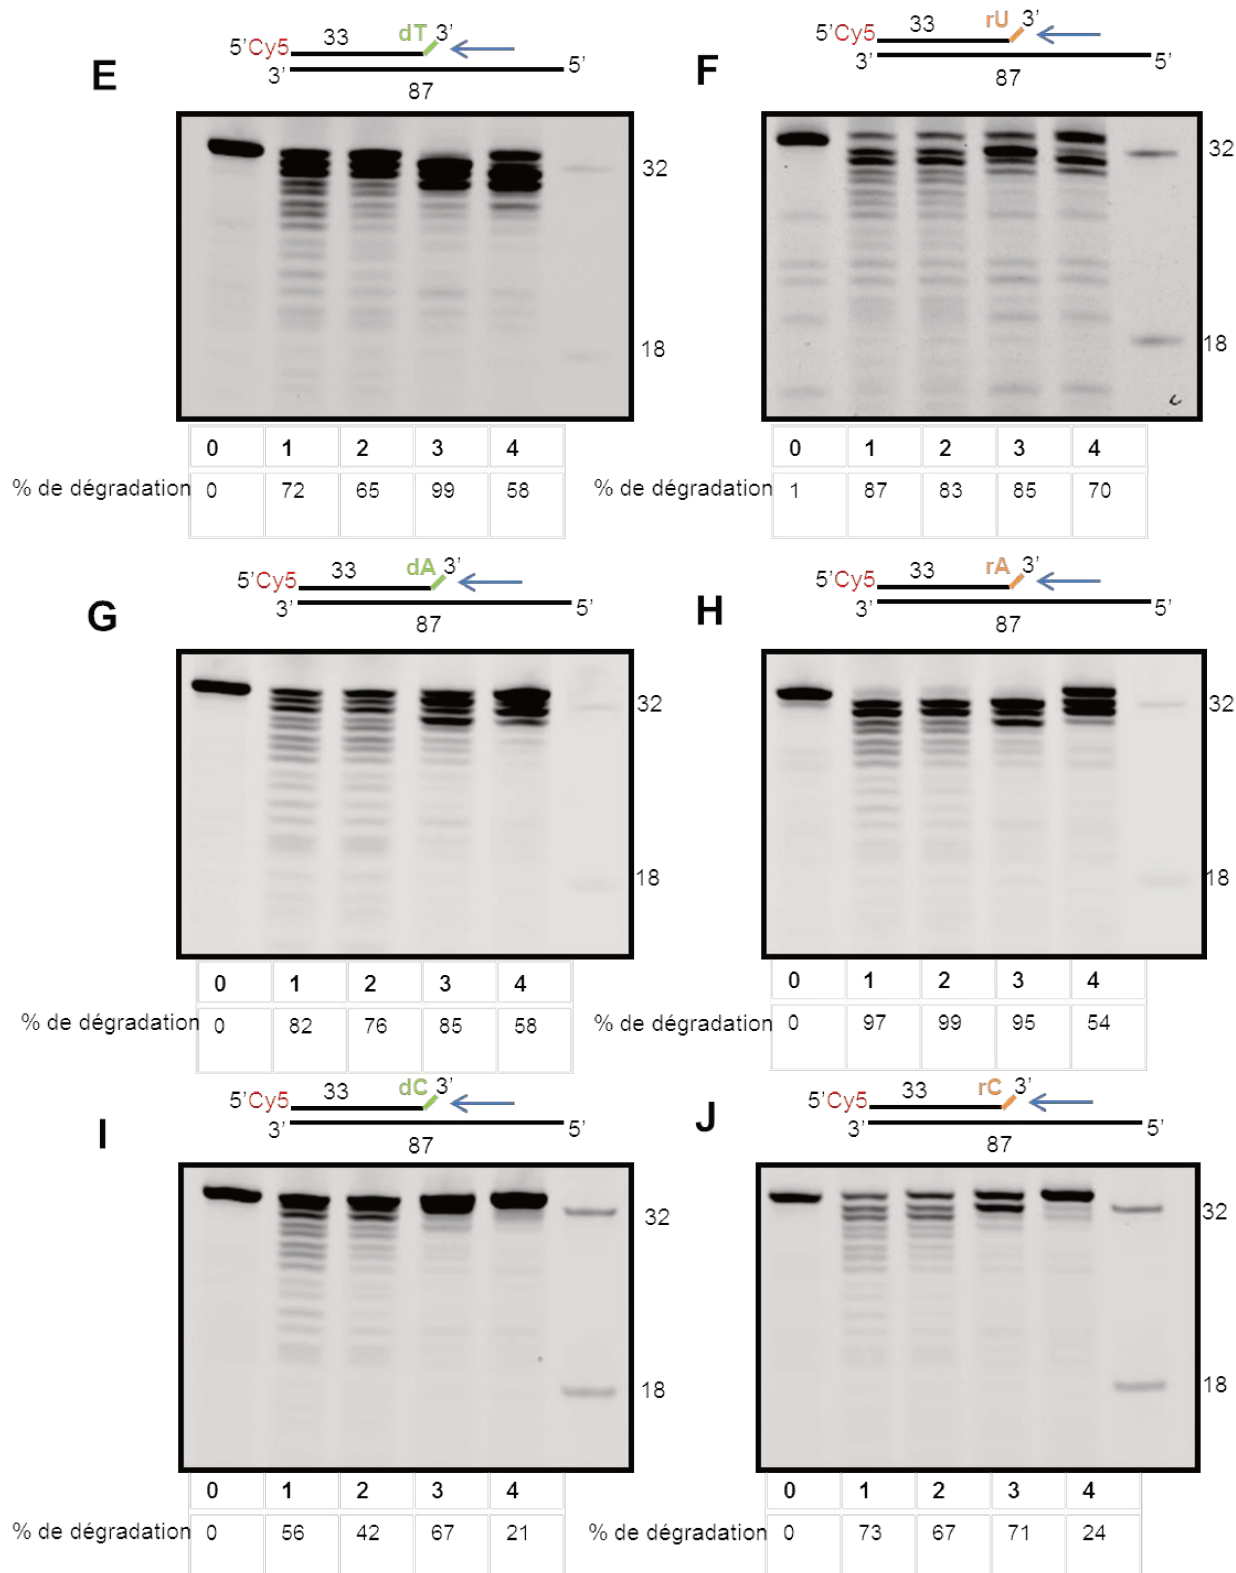 E
33 dT 3’
5’Cy5
3’ 5’
87
32
18
0 1 2 3 4
% de dégradation 0 72 65 99 58
F
33 rU 3’
5’Cy5
3’ 5’
87
32
18
0 1 2 3 4
% de dégradation 1 87 83 85 70
G
33 dA 3’
5’Cy5
3’ 5’
87
32
18
0 1 2 3 4
% de dégradation 0 82 76 85 58
H
33 rA 3’
5’Cy5
3’ 5’
87
32
18
0 1 2 3 4
% de dégradation 0 97 99 95 54
I
33 dC 3’
5’Cy5
3’ 5’
87
32
18
0 1 2 3 4
% de dégradation 0 56 42 67 21
J
33 rC 3’
5’Cy5
3’ 5’
87
32
18
0 1 2 3 4
% de dégradation 0 73 67 71 24